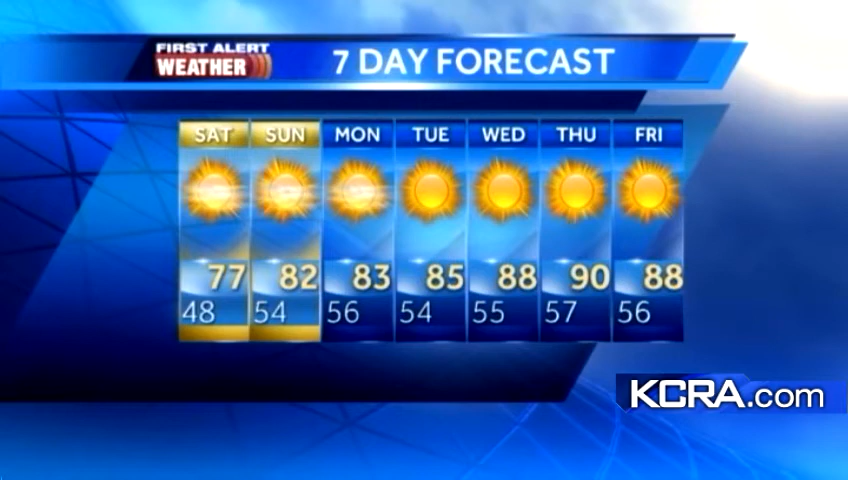 FIRST ALERT
WEATHER
7 DAY FORECAST
SAT SUN MON TUE WED THU FRI
77 82 83 85 88 90 88
48 54 56 54 55 57 56
KCRA.com